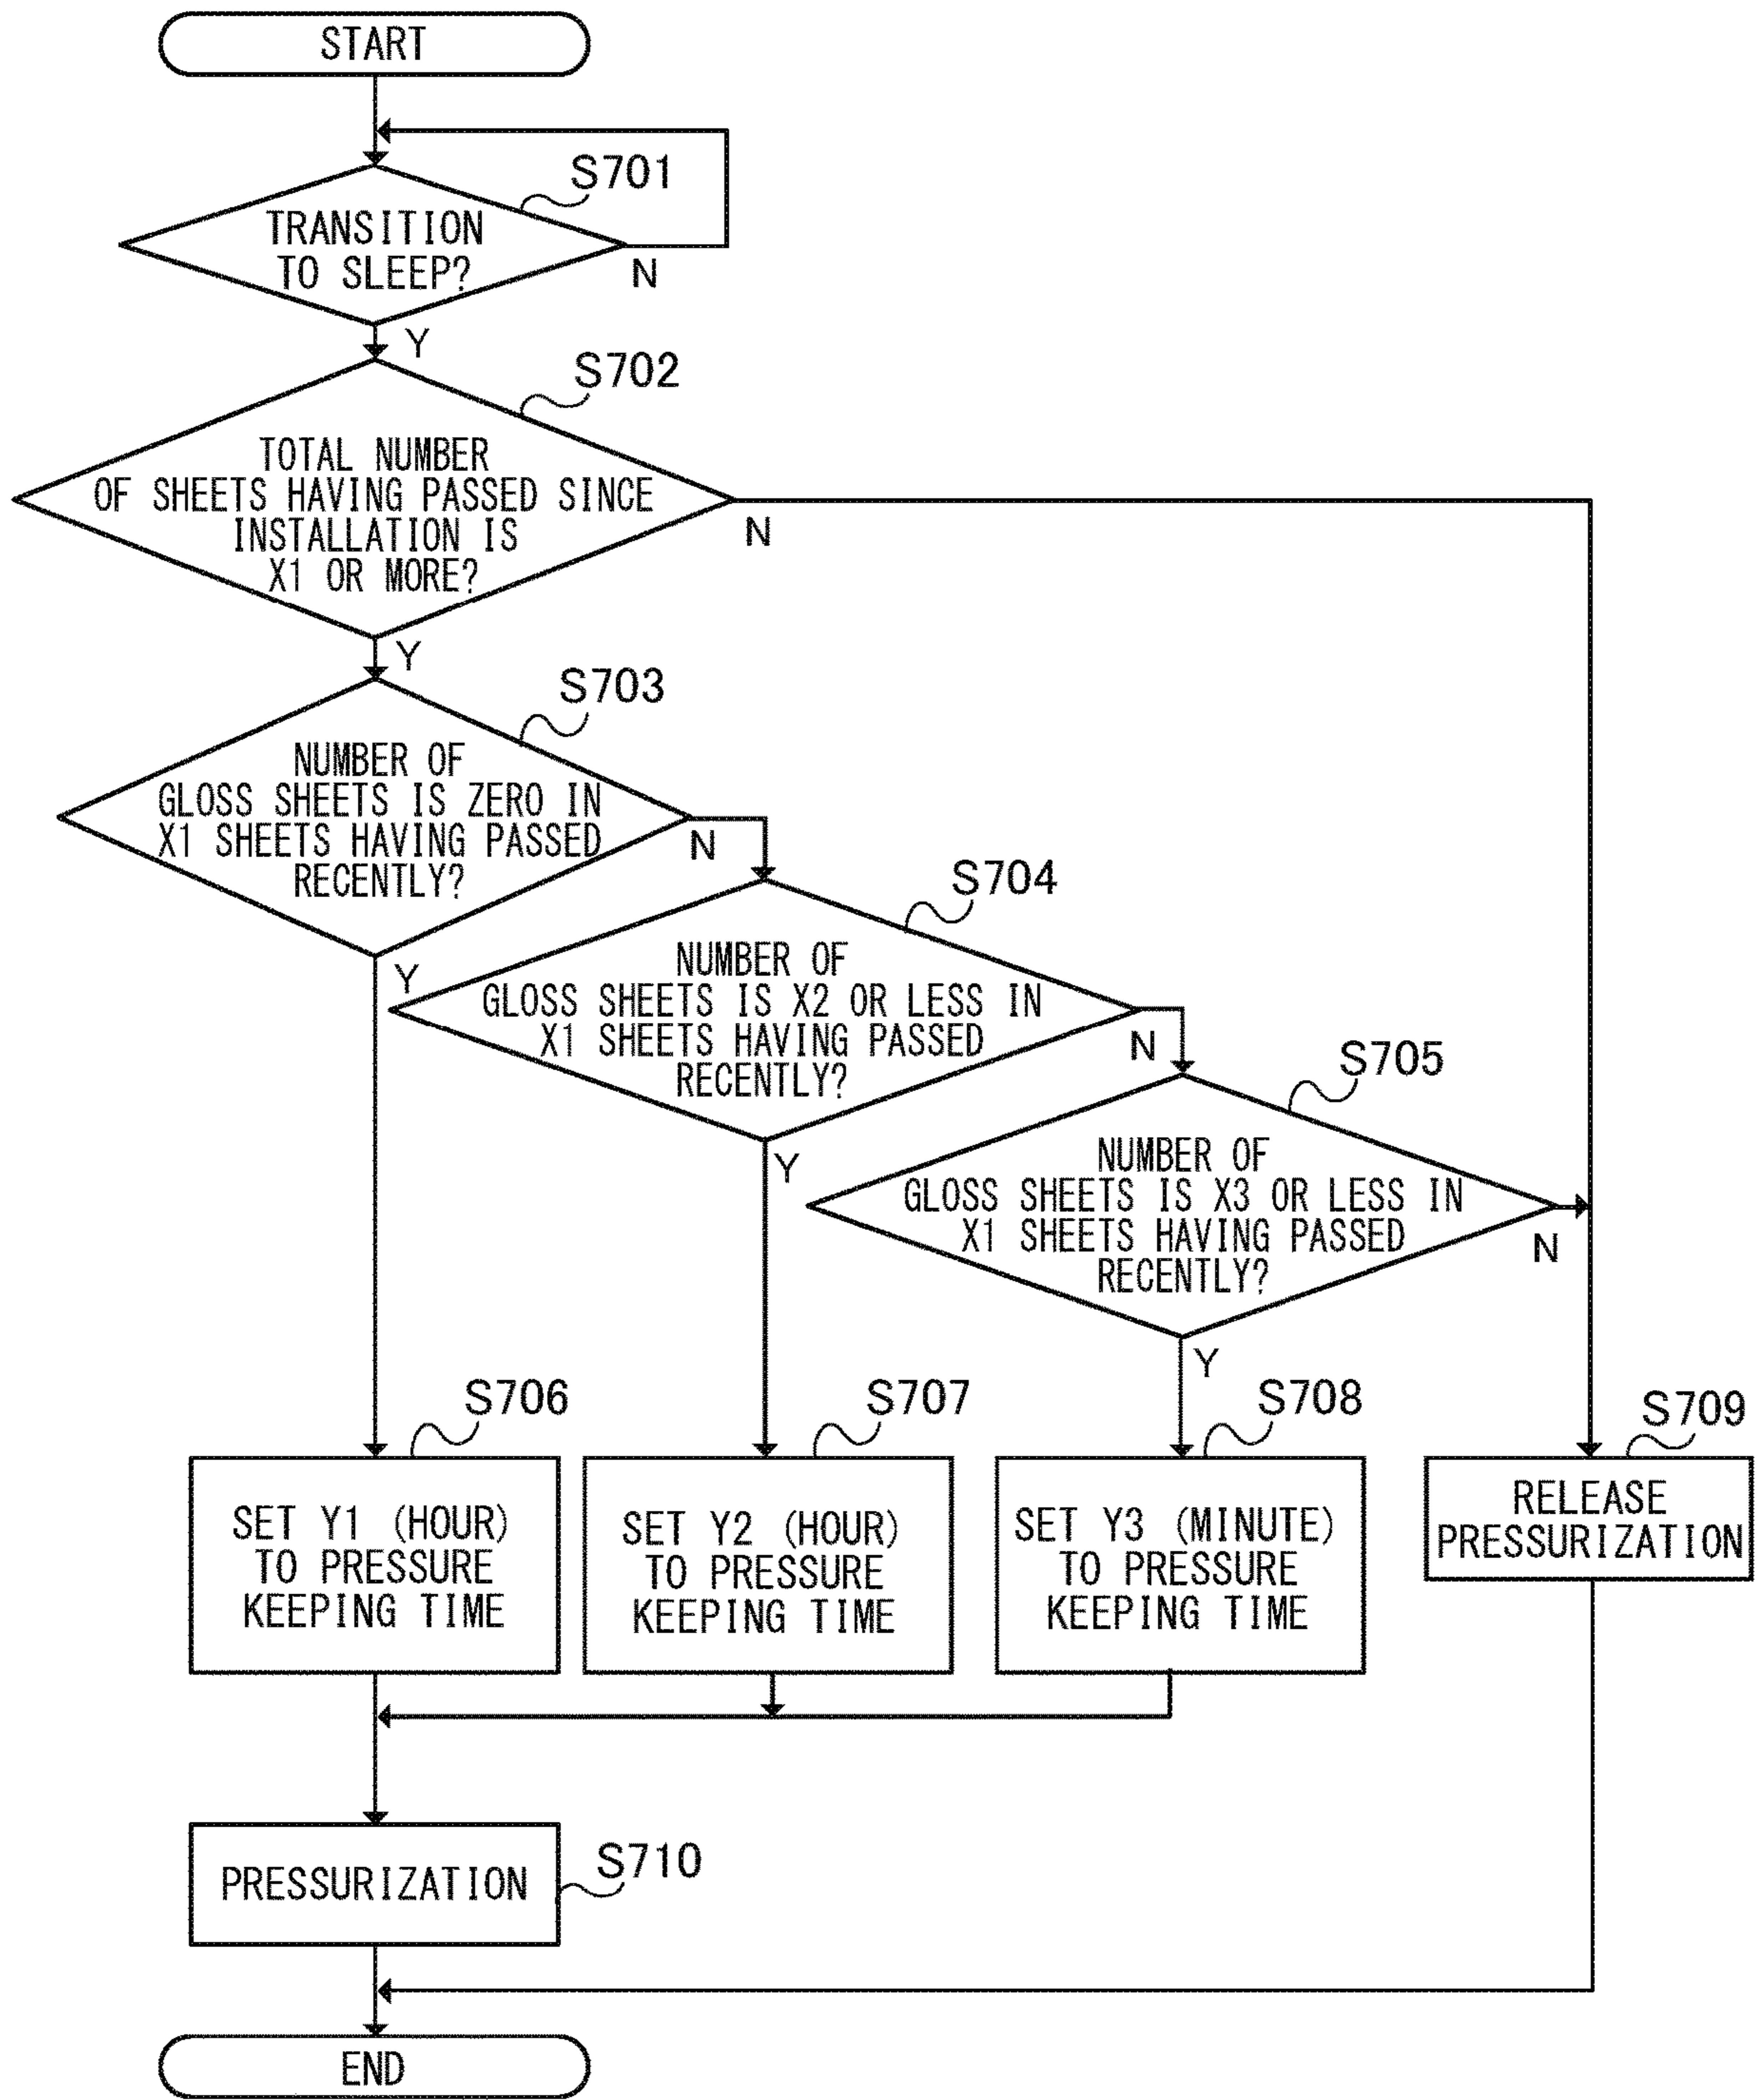 START
S701
TRANSITION
TO SLEEP?
N
Y
S702
TOTAL NUMBER
OF SHEETS HAVING PASSED SINCE
INSTALLATION IS
X1 OR MORE?
N
Y
S703
NUMBER OF
GLOSS SHEETS IS ZERO IN
X1 SHEETS HAVING PASSED
RECENTLY?
N
Y
S704
NUMBER OF
GLOSS SHEETS IS X2 OR LESS IN
X1 SHEETS HAVING PASSED
RECENTLY?
N
Y
S705
NUMBER OF
GLOSS SHEETS IS X3 OR LESS IN
X1 SHEETS HAVING PASSED
RECENTLY?
N
Y
S706
SET Y1 (HOUR)
TO PRESSURE
KEEPING TIME
S707
SET Y2 (HOUR)
TO PRESSURE
KEEPING TIME
S708
SET Y3 (MINUTE)
TO PRESSURE
KEEPING TIME
S709
RELEASE
PRESSURIZATION
PRESSURIZATION
S710
END